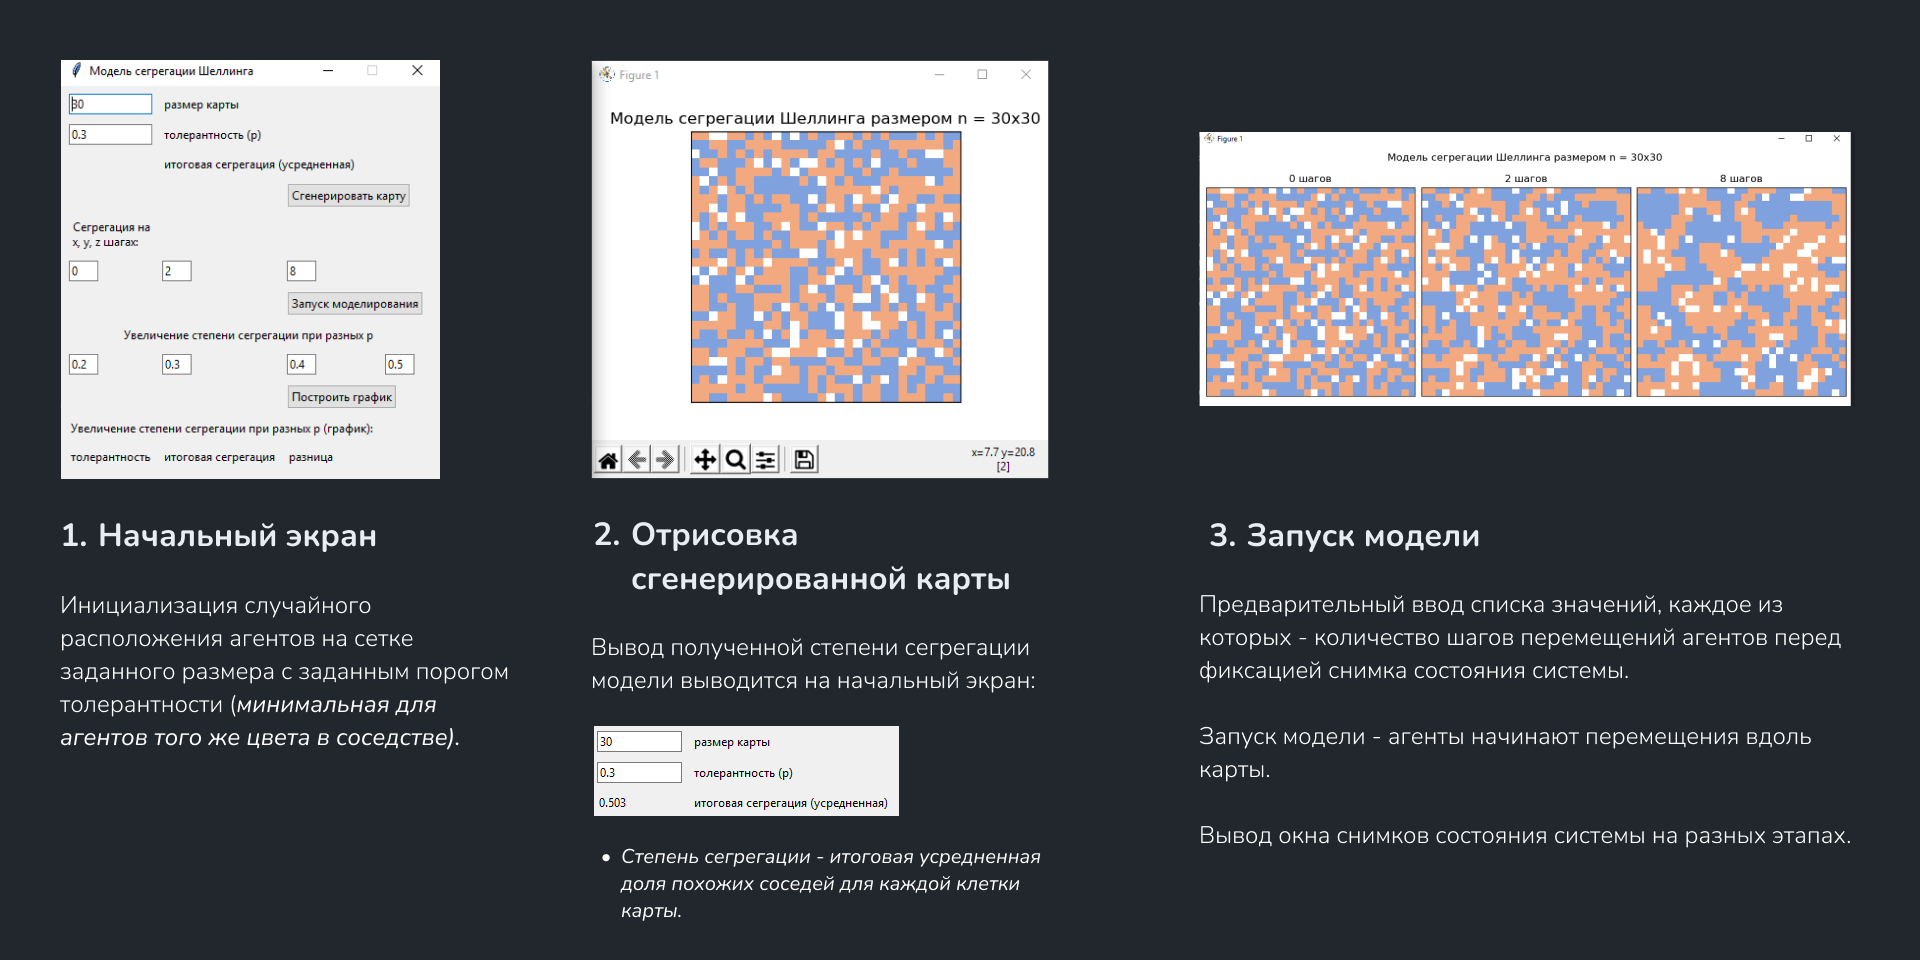 Модель сегрегации Шеллинга
30
размер карты
0.3
толерантность (p)
итоговая сегрегация (усредненная)
Сгенерировать карту
Сегрегация на
x, y, z шагах:
0
2
8
Запуск моделирования
Увеличение степени сегрегации при разных p
0.2
0.3
0.4
0.5
Построить график
Увеличение степени сегрегации при разных p (график):
толерантность
итоговая сегрегация
разница
1. Начальный экран
Инициализация случайного
расположения агентов на сетке
заданного размера с заданным порогом
толерантности (минимальная для
агентов того же цвета в соседстве).
Figure 1
Модель сегрегации Шеллинга размером n = 30x30
x=7.7 y=20.8
[2]
2. Отрисовка
сгенерированной карты
Вывод полученной степени сегрегации
модели выводится на начальный экран:
30
размер карты
0.3
толерантность (p)
0.503
итоговая сегрегация (усредненная)
• Степень сегрегации - итоговая усредненная
доля похожих соседей для каждой клетки
карты.
Figure 1
Модель сегрегации Шеллинга размером n = 30x30
0 шагов
2 шагов
8 шагов
3. Запуск модели
Предварительный ввод списка значений, каждое из
которых - количество шагов перемещений агентов перед
фиксацией снимка состояния системы.
Запуск модели - агенты начинают перемещения вдоль
карты.
Вывод окна снимков состояния системы на разных этапах.